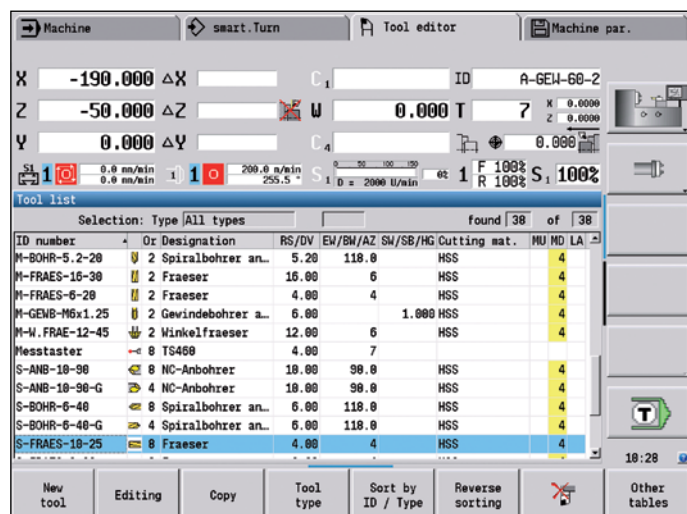 Machine smart.Turn Tool editor Machine par.
X -190.000 ΔX C1 ID A-GEW-60-2
Z -50.000 ΔZ W 0.000 T 7 X 0.0000 Z 0.0000
Y 0.000 ΔY C4 0.000
S1 1 0.0 mm/min 0.0 mm/min 1 1 200.0 m/min 255.5 ° S1 0 50 100 150 D = 2000 U/min 0% 1 F 100% R 100% S1 100%
Tool list
Selection: Type All types found 38 of 38
ID number Or Designation RS/DV EW/BW/AZ SW/SB/HG Cutting mat. MU MD LA
M-BOHR-5.2-20 2 Spiralbohrer an… 5.20 118.0 HSS 4
M-FRAES-16-30 2 Fraeser 16.00 6 HSS 4
M-FRAES-6-20 2 Fraeser 4.00 4 HSS 4
M-GEWB-M6x1.25 2 Gewindebohrer a… 6.00 1.000 HSS 4
M-W.FRAE-12-45 2 Winkelfraeser 12.00 6 HSS 4
Messtaster 8 TS460 4.00 7
S-ANB-10-90 8 NC-Anbohrer 10.00 90.0 HSS 4
S-ANB-10-90-G 4 NC-Anbohrer 10.00 90.0 HSS 4
S-BOHR-6-40 8 Spiralbohrer an… 6.00 118.0 HSS 4
S-BOHR-6-40-G 4 Spiralbohrer an… 6.00 118.0 HSS 4
S-FRAES-10-25 8 Fraeser 4.00 4 HSS 4
T
10:28
New tool Editing Copy Tool type Sort by ID / Type Reverse sorting Other tables